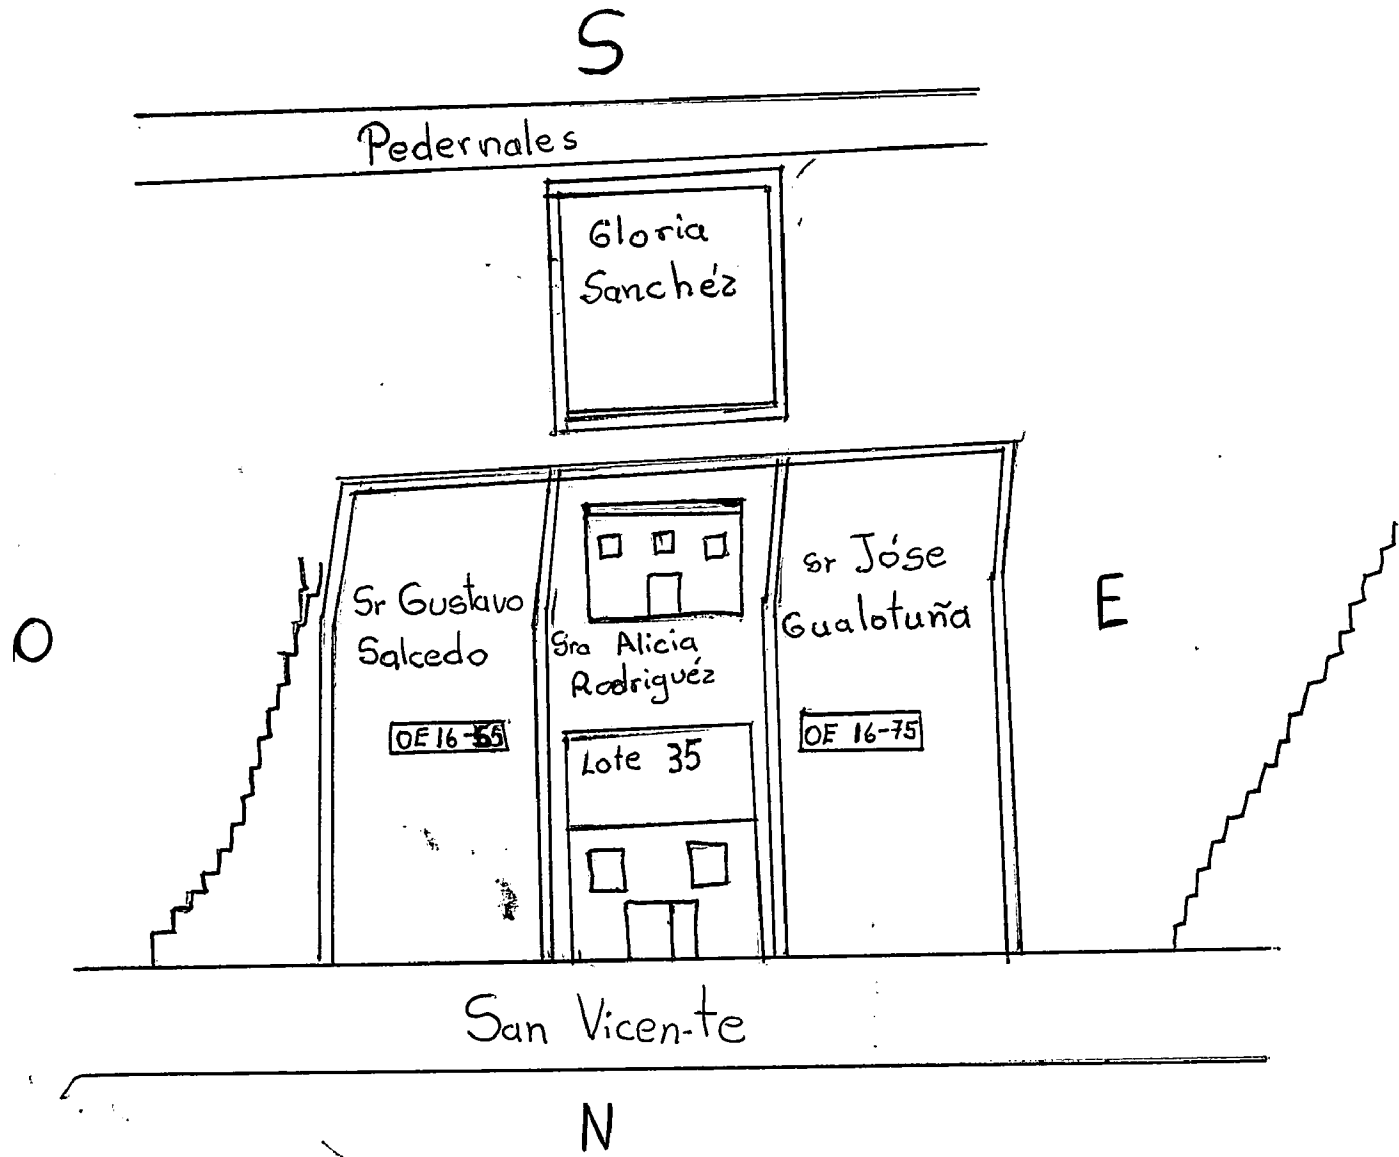 S
Pedernales
Gloria
Sanchéz
O
Sr Gustavo
Salcedo
OE 16-55
Sra Alicia
Rodriguéz
Lote 35
Sr Jóse
Gualotuña
OE 16-75
E
San Vicen-te
N